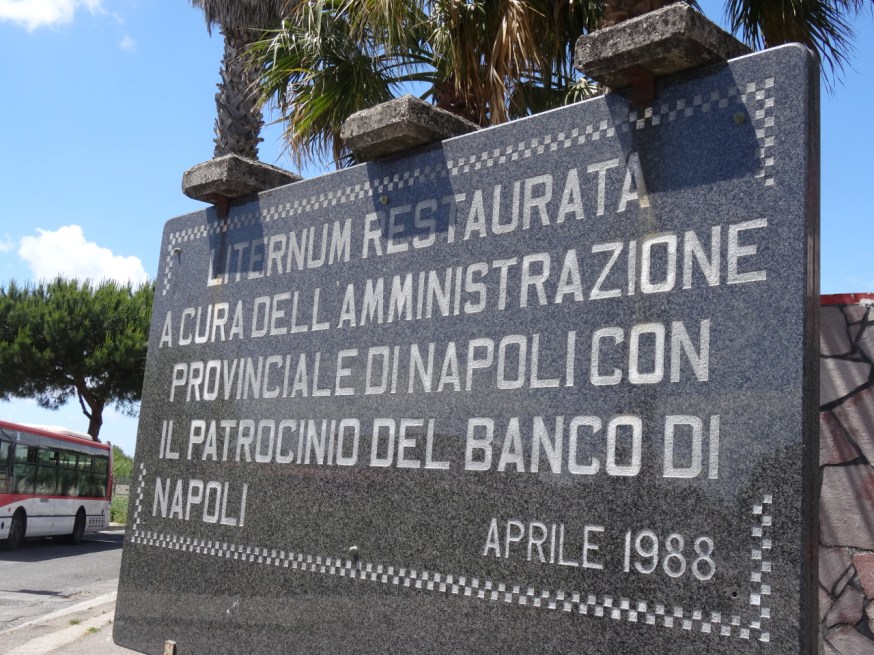 LITERNUM RESTAURATA
A CURA DELL'AMMINISTRAZIONE
PROVINCIALE DI NAPOLI CON
IL PATROCINIO DEL BANCO DI
NAPOLI
APRILE 1988